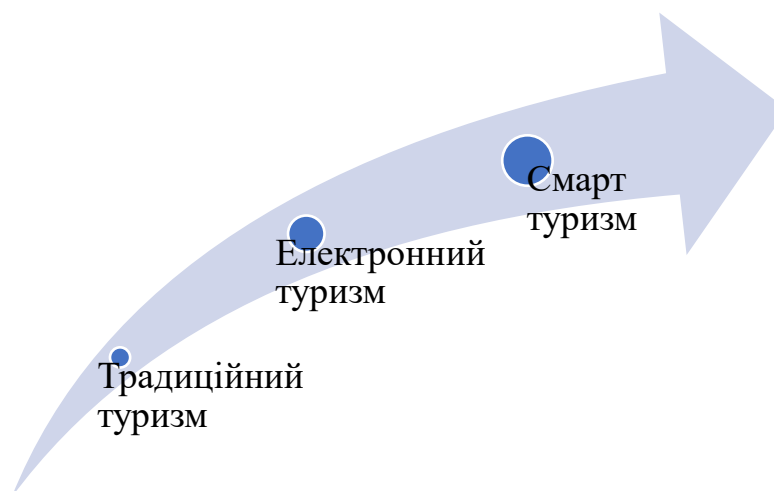 Смарт
туризм
Електронний
туризм
Традиційний
туризм